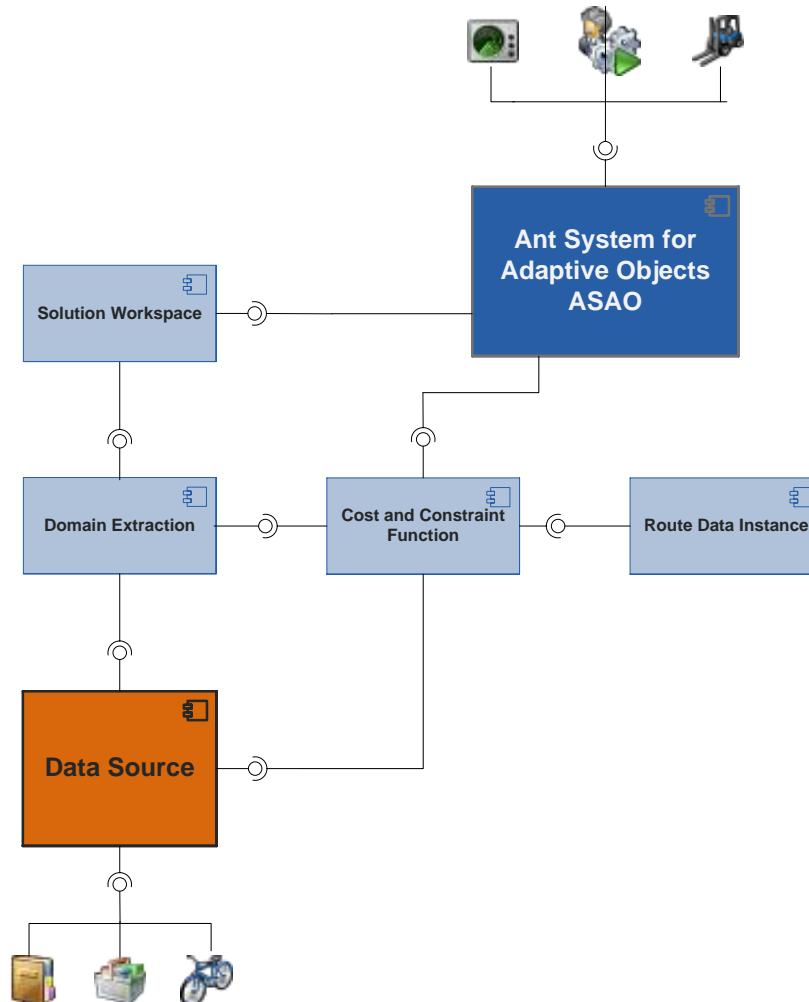 Ant System for
Adaptive Objects
ASAO
Solution Workspace
Domain Extraction
Cost and Constraint
Function
Route Data Instance
Data Source